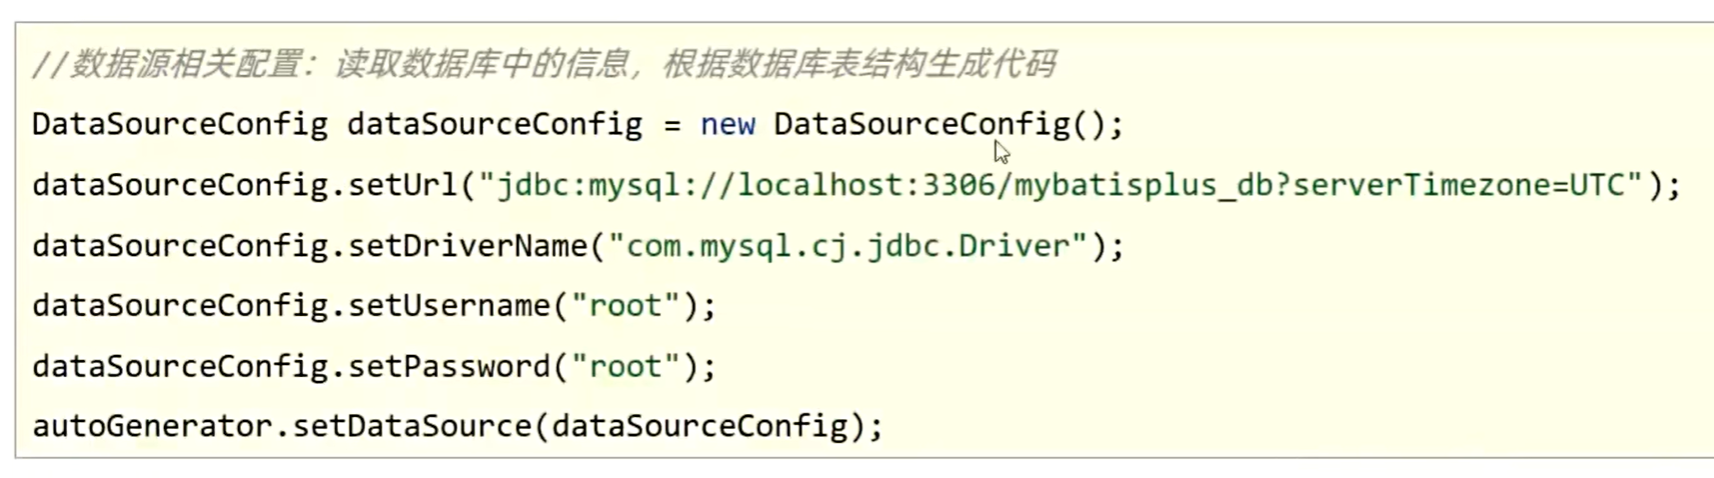 //数据源相关配置：读取数据库中的信息，根据数据库表结构生成代码
DataSourceConfig dataSourceConfig = new DataSourceConfig();
dataSourceConfig.setUrl("jdbc:mysql://localhost:3306/mybatisplus_db?serverTimezone=UTC");
dataSourceConfig.setDriverName("com.mysql.cj.jdbc.Driver");
dataSourceConfig.setUsername("root");
dataSourceConfig.setPassword("root");
autoGenerator.setDataSource(dataSourceConfig);